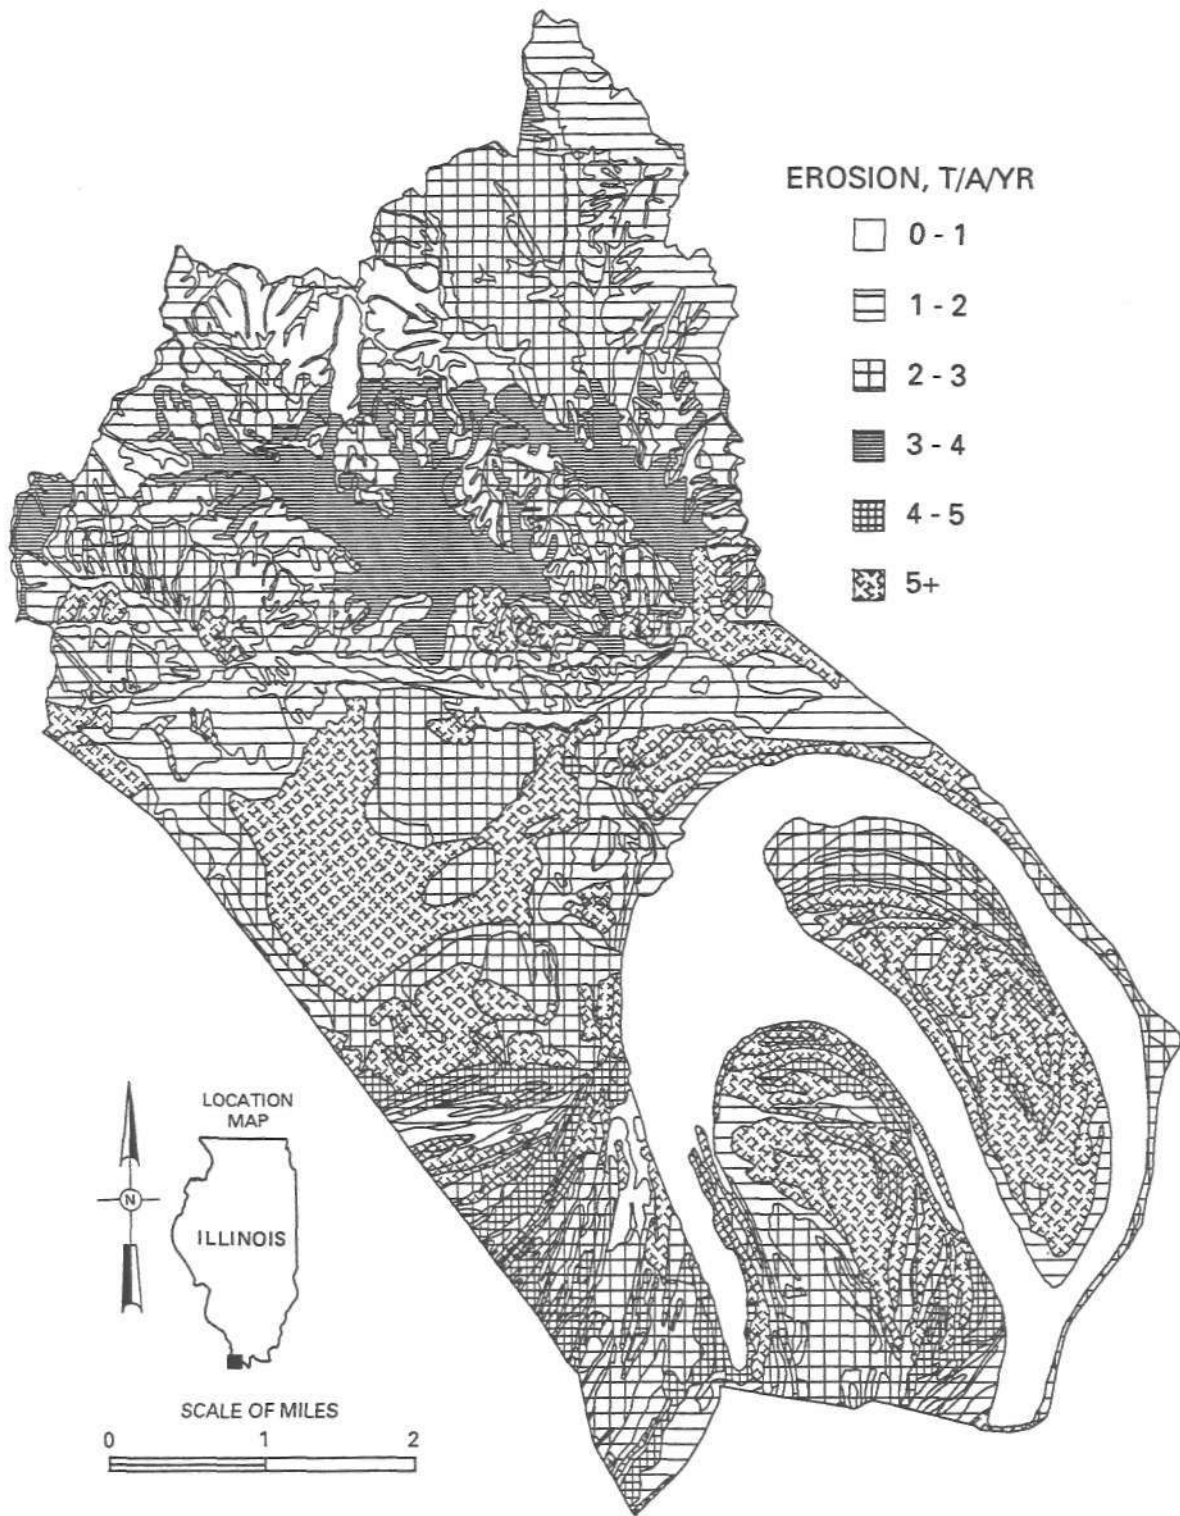 EROSION, T/A/YR
0 - 1
1 - 2
2 - 3
3 - 4
4 - 5
5+
LOCATION
MAP
N
ILLINOIS
SCALE OF MILES
0 1 2